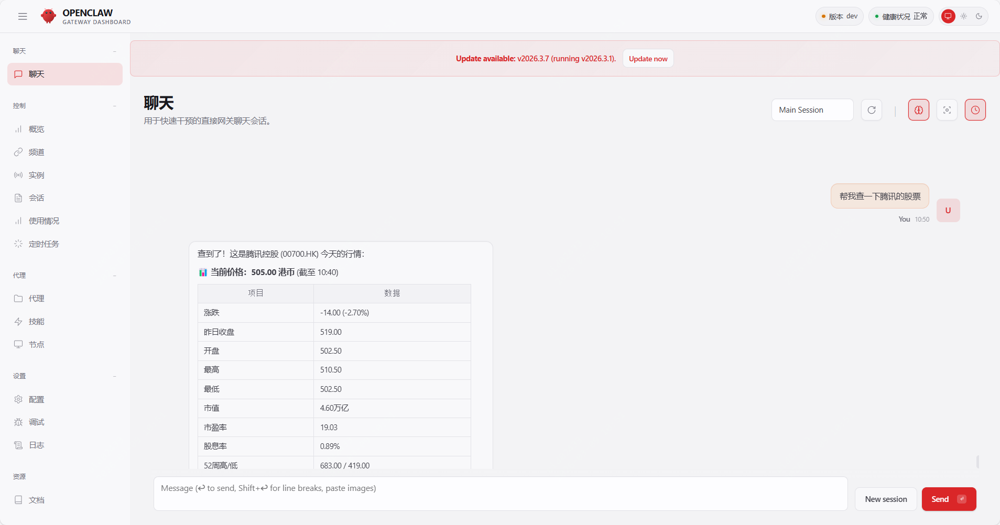 OPENCLAW
GATEWAY DASHBOARD
版本 dev
健康状况 正常
聊天
聊天
控制
概览
频道
实例
会话
使用情况
定时任务
代理
代理
技能
节点
设置
配置
调试
日志
资源
文档
Update available: v2026.3.7 (running v2026.3.1).
Update now
聊天
用于快速干预的直接网关聊天会话。
Main Session
帮我查一下腾讯的股票
U
You 10:50
查到了！这是腾讯控股 (00700.HK) 今天的行情：
当前价格：505.00 港币 (截至 10:40)
项目 数据
涨跌 -14.00 (-2.70%)
昨日收盘 519.00
开盘 502.50
最高 510.50
最低 502.50
市值 4.60万亿
市盈率 19.03
股息率 0.89%
52周高/低 683.00 / 419.00
Message (↩ to send, Shift+↩ for line breaks, paste images)
New session
Send ↵